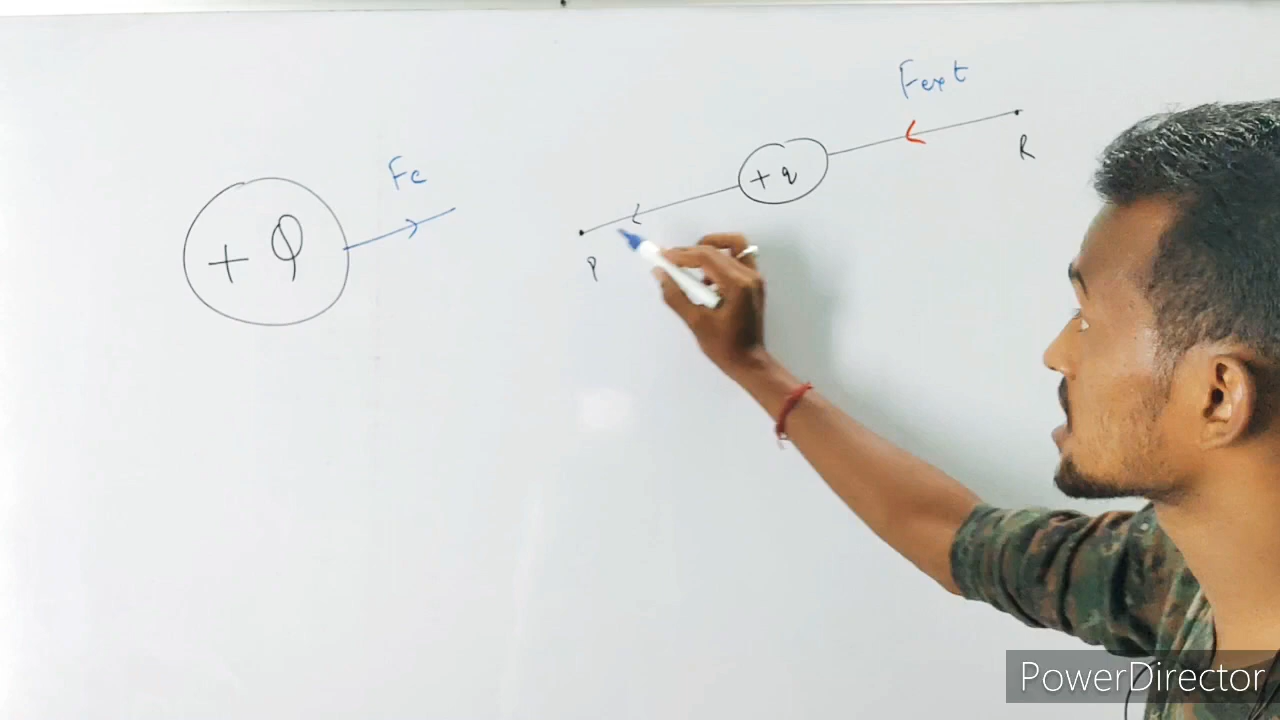 Fext
Fe
+ q
R
+ Q
P
PowerDirector